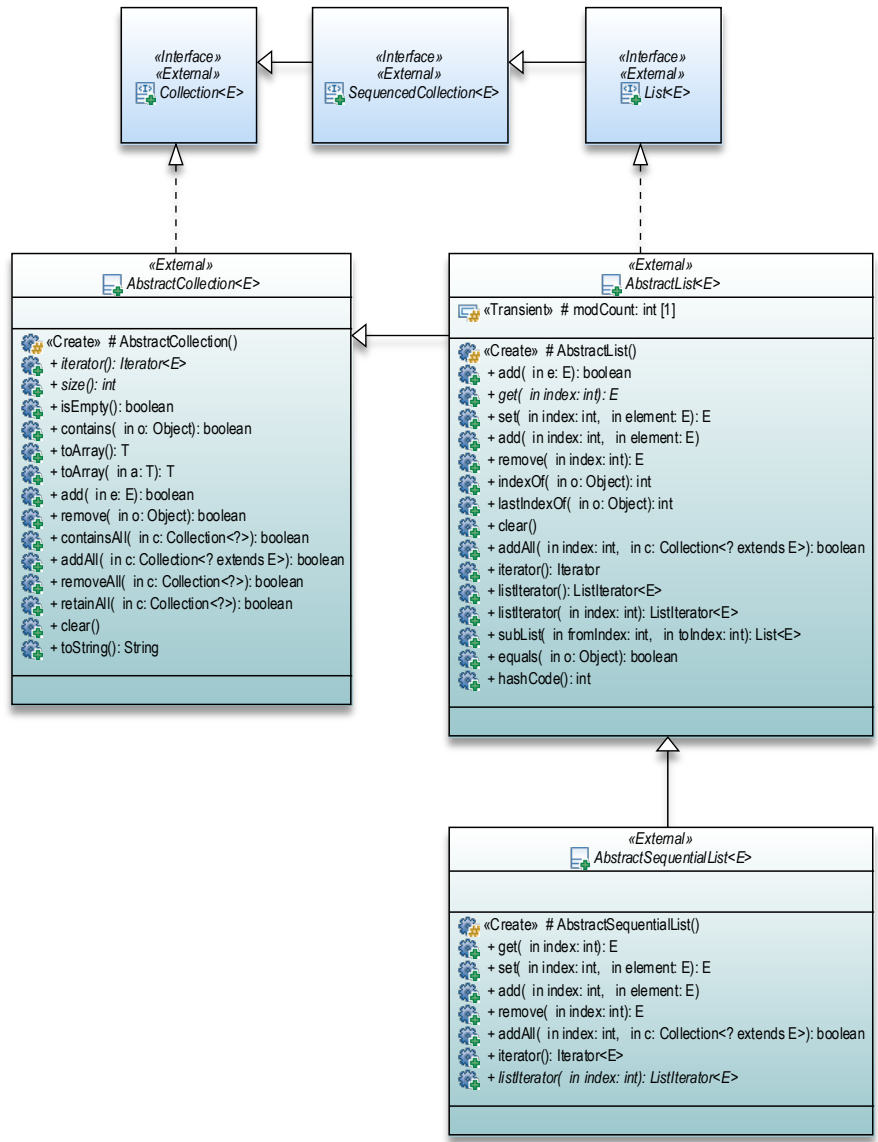 «Interface»
«External»
Collection<E>
«Interface»
«External»
SequencedCollection<E>
«Interface»
«External»
List<E>
«External»
AbstractCollection<E>
«Create» # AbstractCollection()
+ iterator(): Iterator<E>
+ size(): int
+ isEmpty(): boolean
+ contains( in o: Object): boolean
+ toArray(): T
+ toArray( in a: T): T
+ add( in e: E): boolean
+ remove( in o: Object): boolean
+ containsAll( in c: Collection<?>): boolean
+ addAll( in c: Collection<? extends E>): boolean
+ removeAll( in c: Collection<?>): boolean
+ retainAll( in c: Collection<?>): boolean
+ clear()
+ toString(): String
«External»
AbstractList<E>
«Transient» # modCount: int [1]
«Create» # AbstractList()
+ add( in e: E): boolean
+ get( in index: int): E
+ set( in index: int, in element: E): E
+ add( in index: int, in element: E)
+ remove( in index: int): E
+ indexOf( in o: Object): int
+ lastIndexOf( in o: Object): int
+ clear()
+ addAll( in index: int, in c: Collection<? extends E>): boolean
+ iterator(): Iterator
+ listIterator(): ListIterator<E>
+ listIterator( in index: int): ListIterator<E>
+ subList( in fromIndex: int, in toIndex: int): List<E>
+ equals( in o: Object): boolean
+ hashCode(): int
«External»
AbstractSequentialList<E>
«Create» # AbstractSequentialList()
+ get( in index: int): E
+ set( in index: int, in element: E): E
+ add( in index: int, in element: E)
+ remove( in index: int): E
+ addAll( in index: int, in c: Collection<? extends E>): boolean
+ iterator(): Iterator<E>
+ listIterator( in index: int): ListIterator<E>